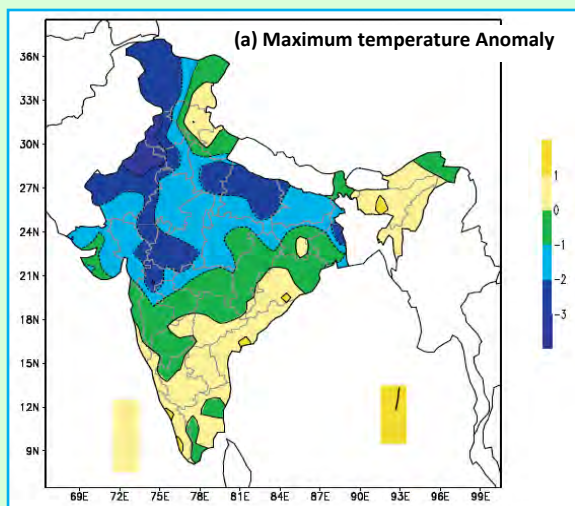 (a) Maximum temperature Anomaly
36N
33N
30N
27N
24N
21N
18N
15N
12N
9N
69E 72E 75E 78E 81E 84E 87E 90E 93E 96E 99E
1
0
-1
-2
-3